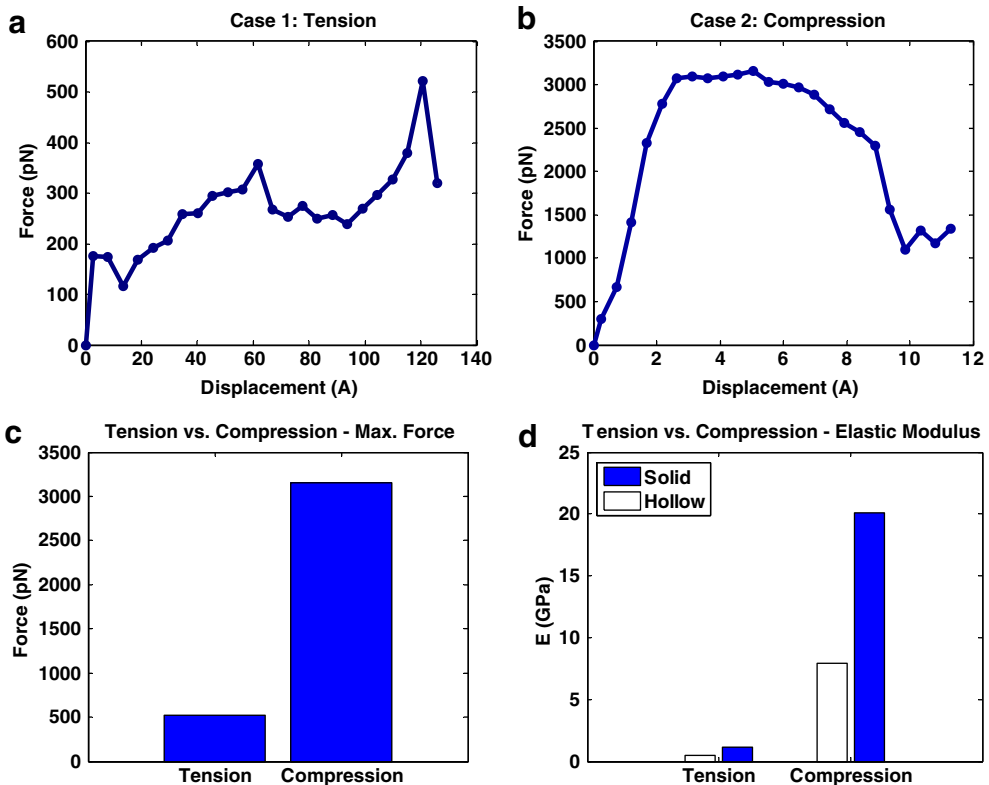 a
Case 1: Tension
600
500
400
300
200
100
0
0 20 40 60 80 100 120 140
Force (pN)
Displacement (A)
b
Case 2: Compression
3500
3000
2500
2000
1500
1000
500
0
0 2 4 6 8 10 12
Force (pN)
Displacement (A)
c
Tension vs. Compression - Max. Force
3500
3000
2500
2000
1500
1000
500
0
Force (pN)
Tension Compression
d
Tension vs. Compression - Elastic Modulus
25
20
15
10
5
0
E (GPa)
Solid
Hollow
Tension Compression